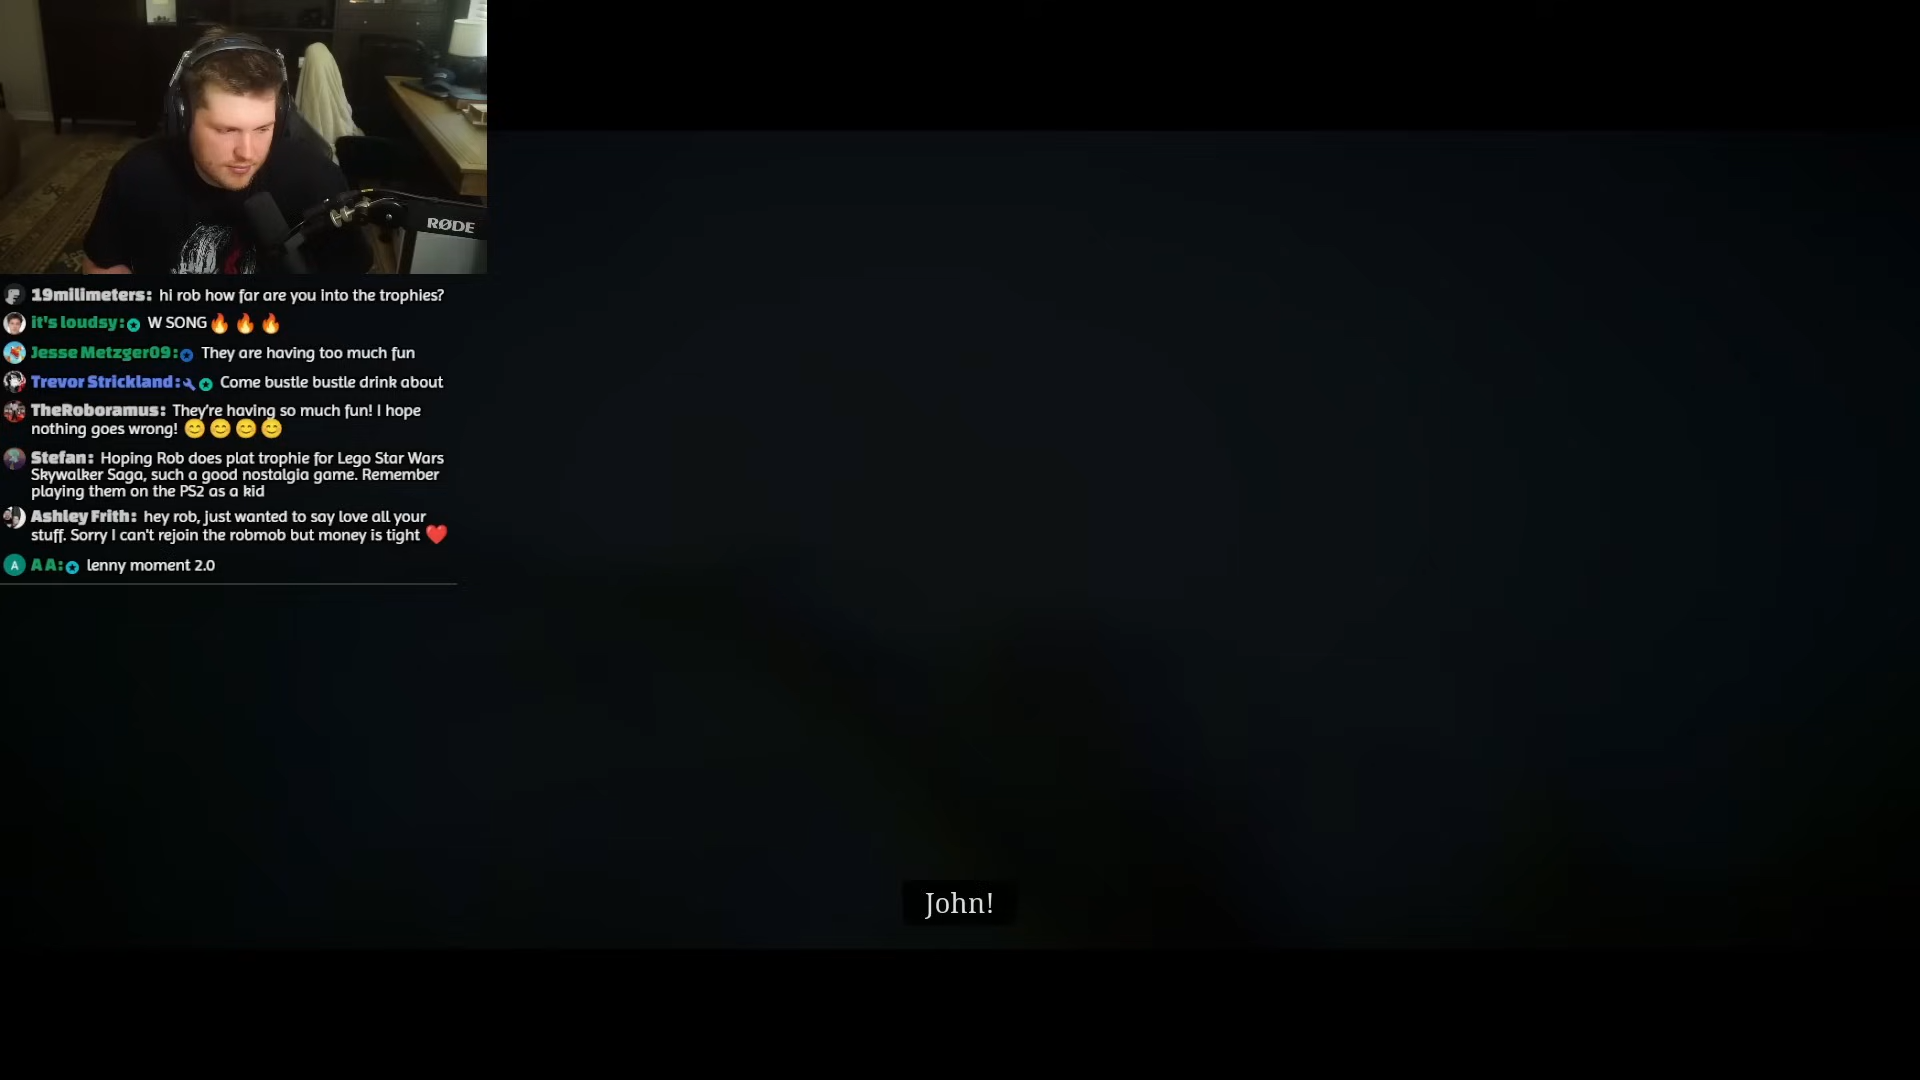 RØDE
19milimeters: hi rob how far are you into the trophies?
it's loudsy: W SONG🔥🔥🔥
Jesse Metzger09: They are having too much fun
Trevor Strickland: Come bustle bustle drink about
TheRoboramus: They're having so much fun! I hope
nothing goes wrong! 😊😊😊😊
Stefan: Hoping Rob does plat trophie for Lego Star Wars
Skywalker Saga, such a good nostalgia game. Remember
playing them on the PS2 as a kid
Ashley Frith: hey rob, just wanted to say love all your
stuff. Sorry I can't rejoin the robmob but money is tight ❤️
A
A A: lenny moment 2.0
John!